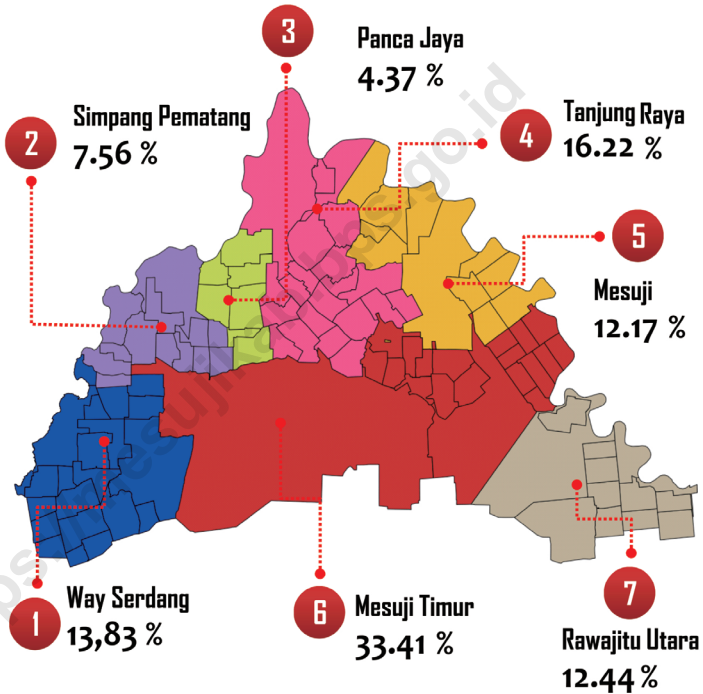 3
Panca Jaya
4.37 %
2
Simpang Pematang
7.56 %
4
Tanjung Raya
16.22 %
5
Mesuji
12.17 %
1
Way Serdang
13,83 %
6
Mesuji Timur
33.41 %
7
Rawajitu Utara
12.44 %